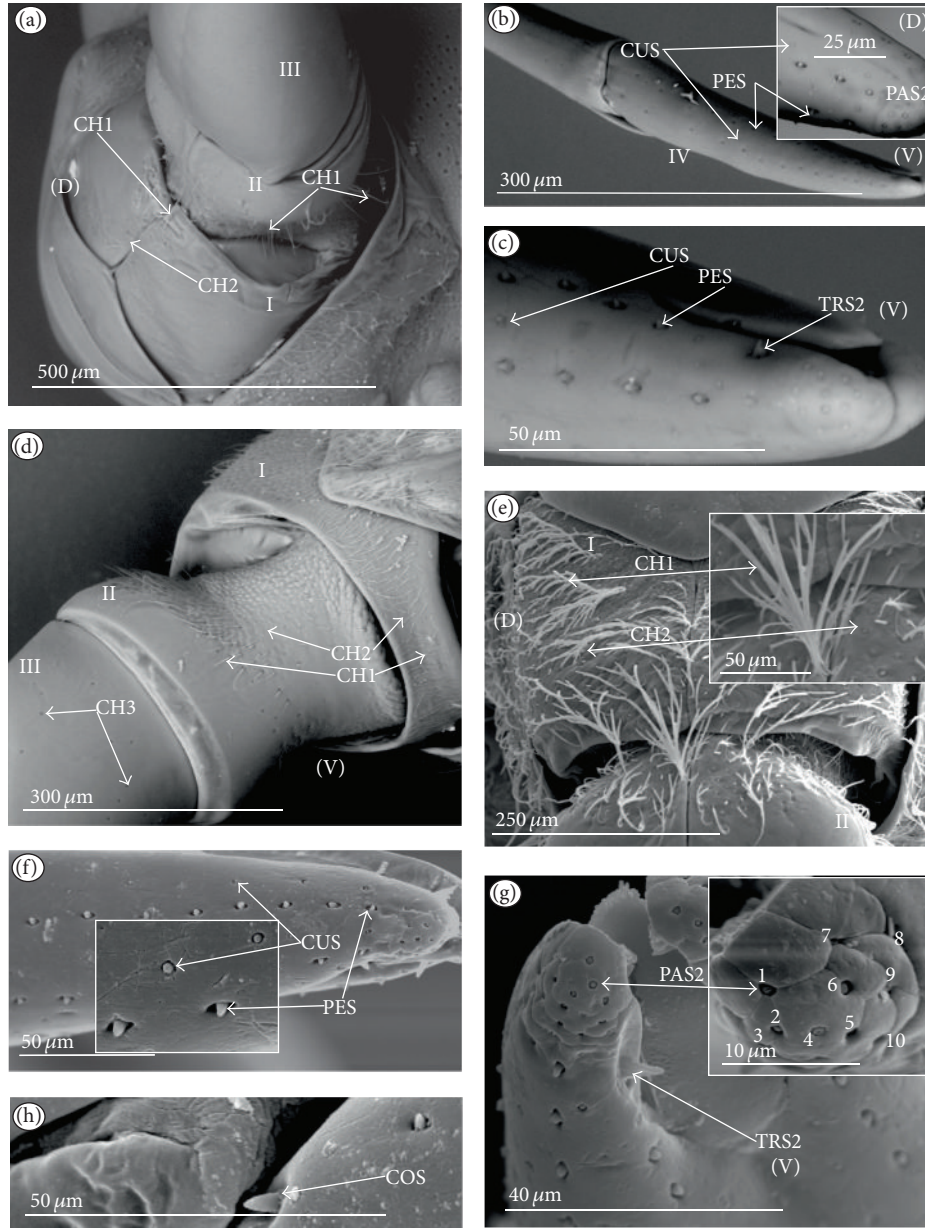 (a)
III
CH1
(D)
II
CH1
CH2
I
500 µm
(b)
(D)
CUS
25 µm
PES
PAS2
IV
(V)
300 µm
(c)
CUS
PES
TRS2
(V)
50 µm
(d)
I
II
III
CH2
CH1
CH3
(V)
300 µm
(e)
I
CH1
(D)
CH2
50 µm
250 µm
II
(f)
CUS
PES
50 µm
(g)
PAS2
7
8
1
6
9
2
3
4
5
10
10 µm
TRS2
(V)
40 µm
(h)
COS
50 µm